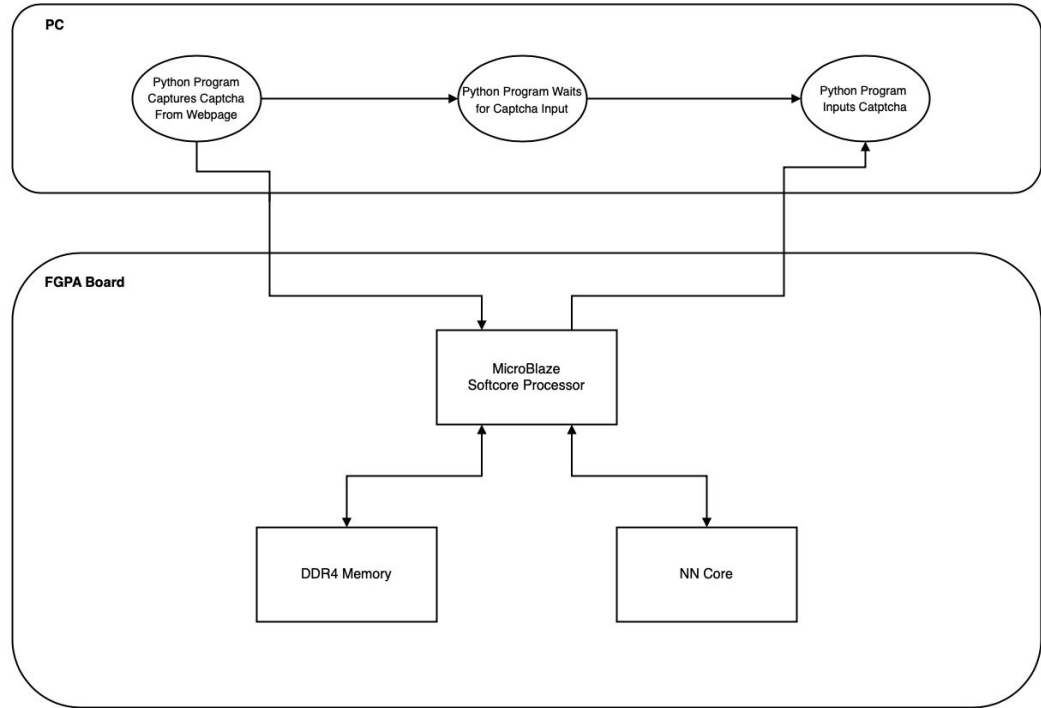 PC
Python Program
Captures Captcha
From Webpage
Python Program Waits
for Captcha Input
Python Program
Inputs Catptcha
FGPA Board
MicroBlaze
Softcore Processor
DDR4 Memory
NN Core